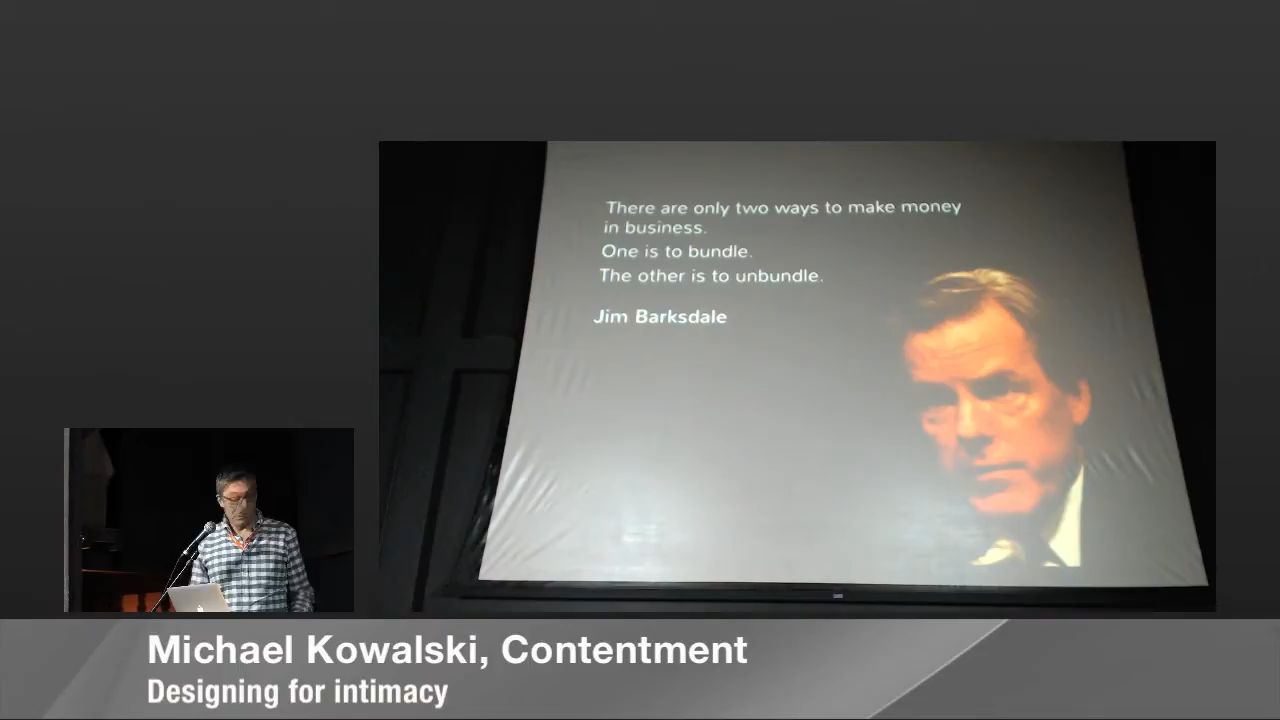 There are only two ways to make money
in business.
One is to bundle.
The other is to unbundle.
Jim Barksdale
Michael Kowalski, Contentment
Designing for intimacy